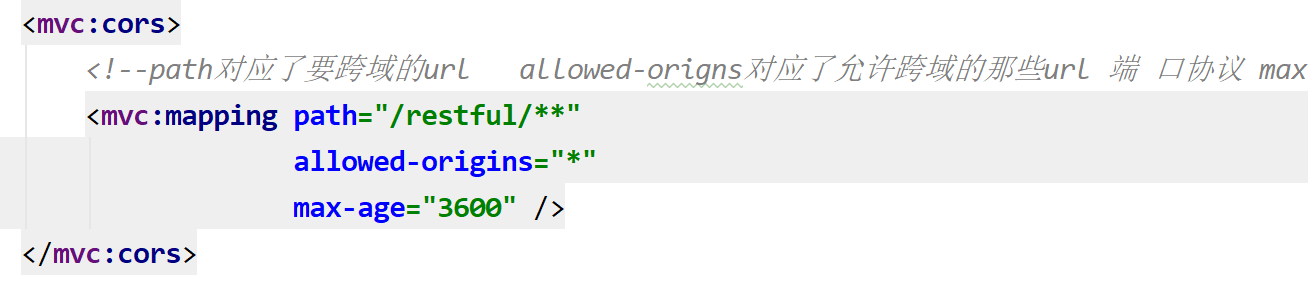 <mvc:cors>
<!--path对应了要跨域的url   allowed-origns对应了允许跨域的那些url 端 口协议 max
<mvc:mapping path="/restful/**"
allowed-origins="*"
max-age="3600" />
</mvc:cors>